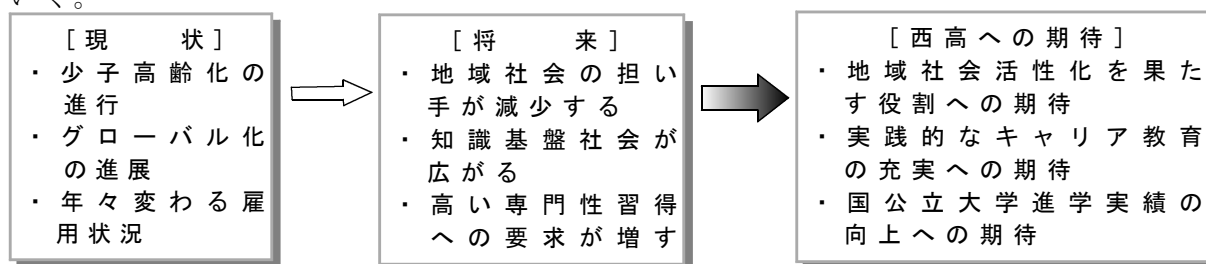 いく。
[現　　状]
・少子高齢化の
進行
・グローバル化
の進展
・年々変わる雇
用状況
[将　　来]
・地域社会の担い
手が減少する
・知識基盤社会が
広がる
・高い専門性習得
への要求が増す
[西高への期待]
・地域社会活性化を果た
す役割への期待
・実践的なキャリア教育
の充実への期待
・国公立大学進学実績の
向上への期待